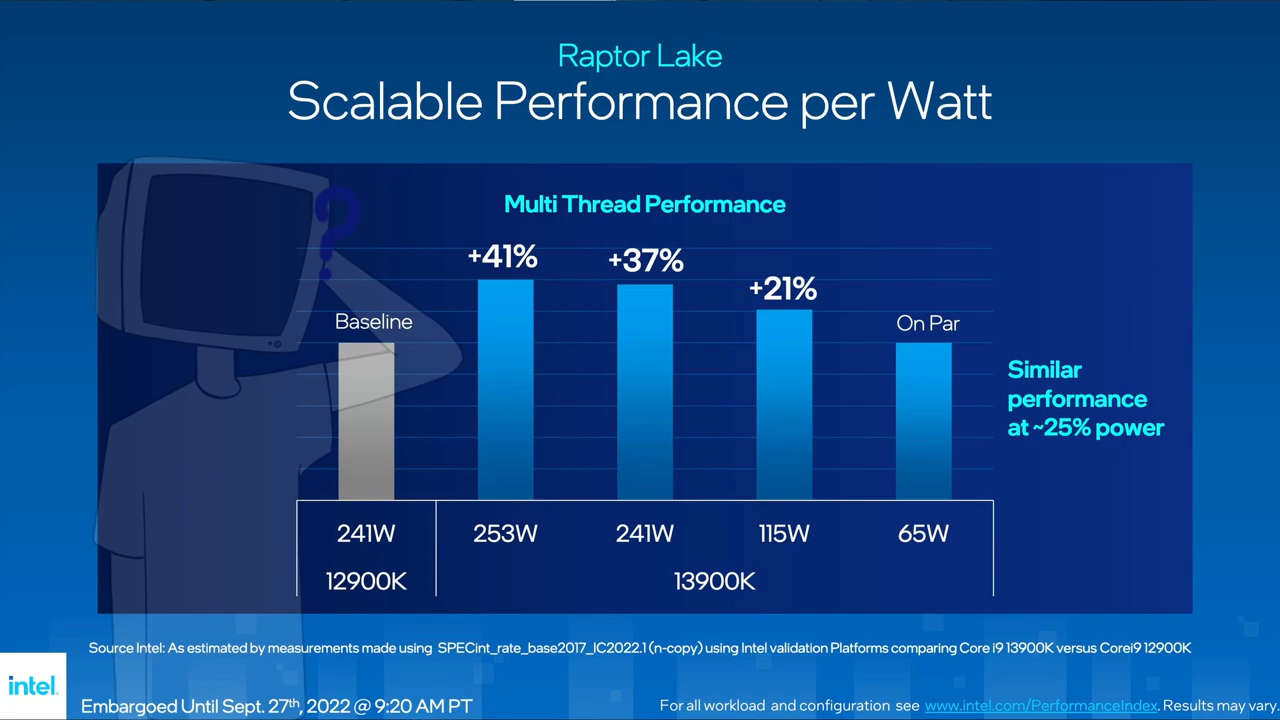 Raptor Lake
Scalable Performance per Watt
Multi Thread Performance
?
Baseline
+41%
+37%
+21%
On Par
Similar
performance
at ~25% power
241W 253W 241W 115W 65W
12900K 13900K
Source Intel: As estimated by measurements made using SPECint_rate_base2017_IC2022.1 (n-copy) using Intel validation Platforms comparing Core i9 13900K versus Corei9 12900K
intel.
Embargoed Until Sept. 27th, 2022 @ 9:20 AM PT
For all workload and configuration see www.intel.com/PerformanceIndex. Results may vary.